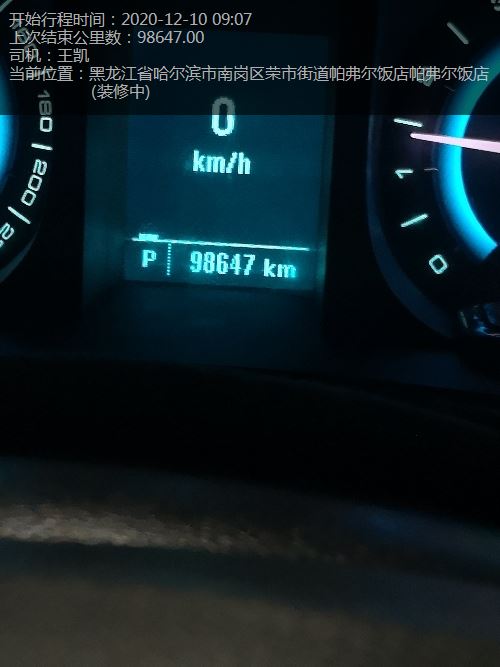 开始行程时间：2020-12-10 09:07
上次结束公里数：98647.00
司机：王凯
当前位置：黑龙江省哈尔滨市南岗区荣市街道帕弗尔饭店帕弗尔饭店
(装修中)
180
200
0
km/h
1
0
P 98647 km